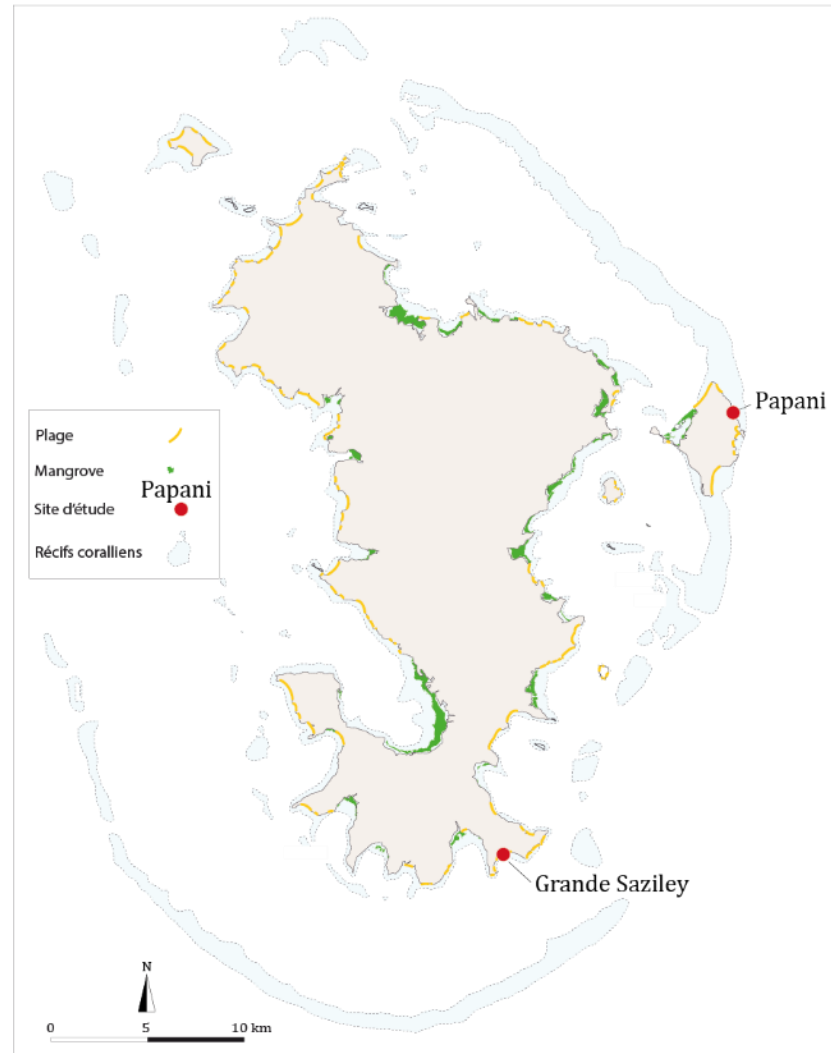 Papani
Plage
Mangrove
Papani
Site d'étude
Récifs coralliens
Grande Saziley
N
0 5 10 km